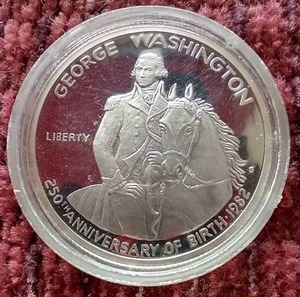 GEORGE WASHINGTON
LIBERTY
S
250TH ANNIVERSARY OF BIRTH·1982